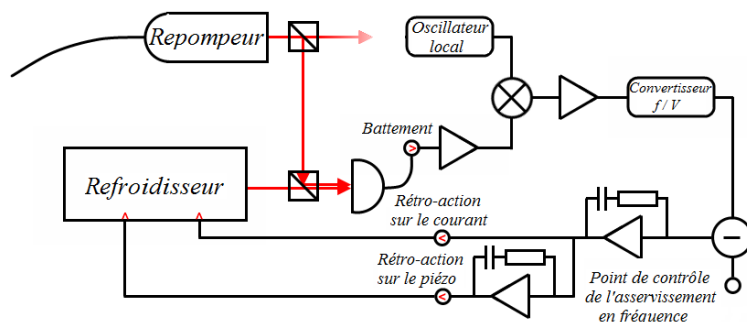 Repompeur
Oscillateur
local
Convertisseur
f / V
Battement
Refroidisseur
Rétro-action
sur le courant
Rétro-action
sur le piézo
Point de contrôle
de l'asservissement
en fréquence